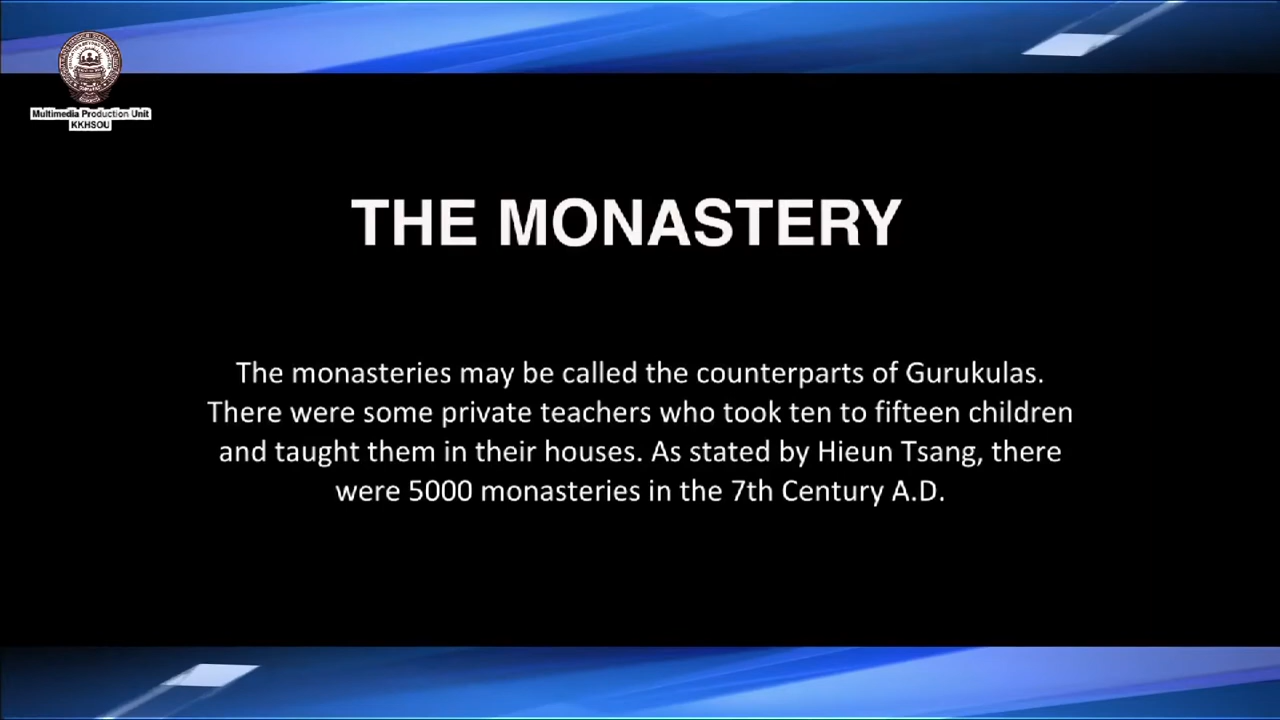 Multimedia Production Unit
KKHSOU
THE MONASTERY
The monasteries may be called the counterparts of Gurukulas.
There were some private teachers who took ten to fifteen children
and taught them in their houses. As stated by Hieun Tsang, there
were 5000 monasteries in the 7th Century A.D.